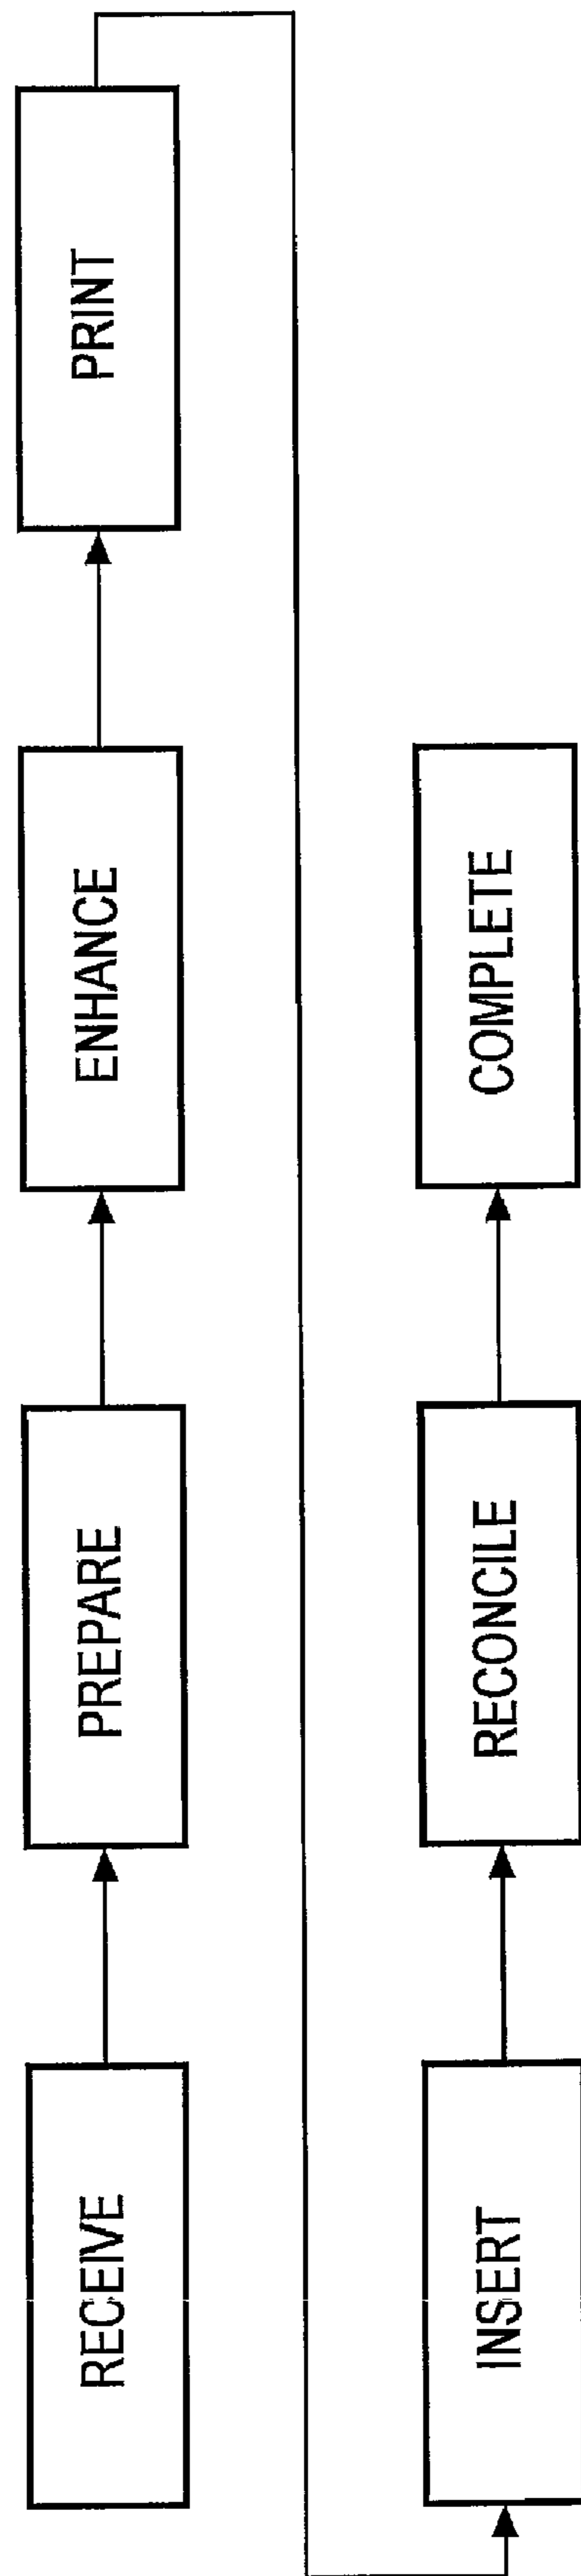 RECEIVE
PREPARE
ENHANCE
PRINT
INSERT
RECONCILE
COMPLETE